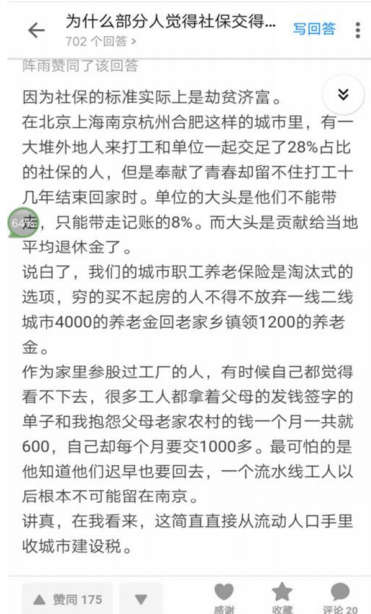 为什么部分人觉得社保交得...
702 个回答 >
写回答
阵雨赞同了该回答
因为社保的标准实际上是劫贫济富。
在北京上海南京杭州合肥这样的城市里，有一
大堆外地人来打工和单位一起交足了28%占比
的社保的人，但是奉献了青春却留不住打工十
几年结束回家时。单位的大头是他们不能带
走，只能带走记账的8%。而大头是贡献给当地
平均退休金了。
说白了，我们的城市职工养老保险是淘汰式的
选项，穷的买不起房的人不得不放弃一线二线
城市4000的养老金回老家乡镇领1200的养老
金。
作为家里参股过工厂的人，有时候自己都觉得
看不下去，很多工人都拿着父母的发钱签字的
单子和我抱怨父母老家农村的钱一个月一共就
600，自己却每个月要交1000多。最可怕的是
他知道他们迟早也要回去，一个流水线工人以
后根本不可能留在南京。
讲真，在我看来，这简直直接从流动人口手里
收城市建设税。
赞同 175
感谢
收藏
评论 20